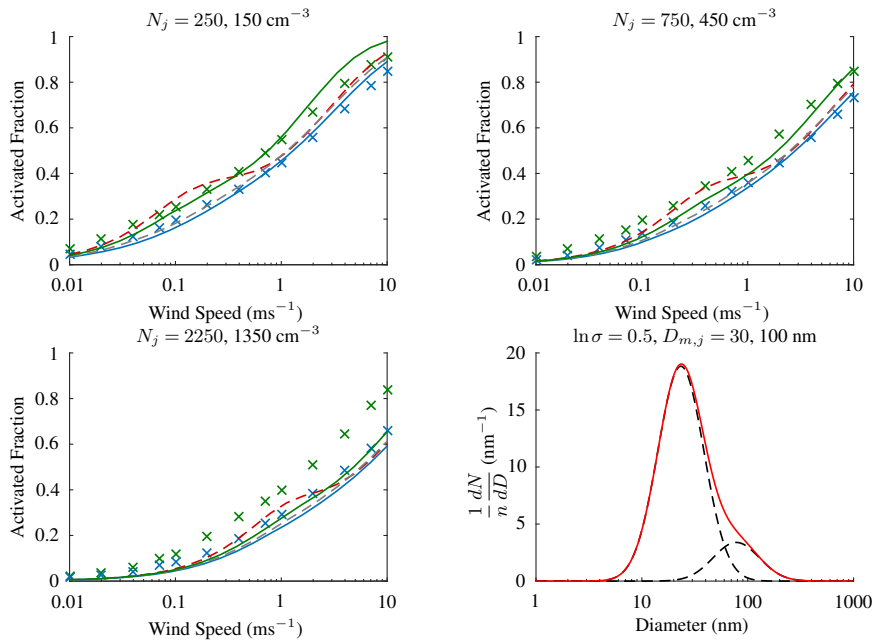 N_j = 250, 150 cm⁻³
Activated Fraction
1
0.8
0.6
0.4
0.2
0
0.01 0.1 1 10
Wind Speed (ms⁻¹)
N_j = 750, 450 cm⁻³
Activated Fraction
1
0.8
0.6
0.4
0.2
0
0.01 0.1 1 10
Wind Speed (ms⁻¹)
N_j = 2250, 1350 cm⁻³
Activated Fraction
1
0.8
0.6
0.4
0.2
0
0.01 0.1 1 10
Wind Speed (ms⁻¹)
ln σ = 0.5, D_{m,j} = 30, 100 nm
1/n dN/dD (nm⁻¹)
20
15
10
5
0
1 10 100 1000
Diameter (nm)